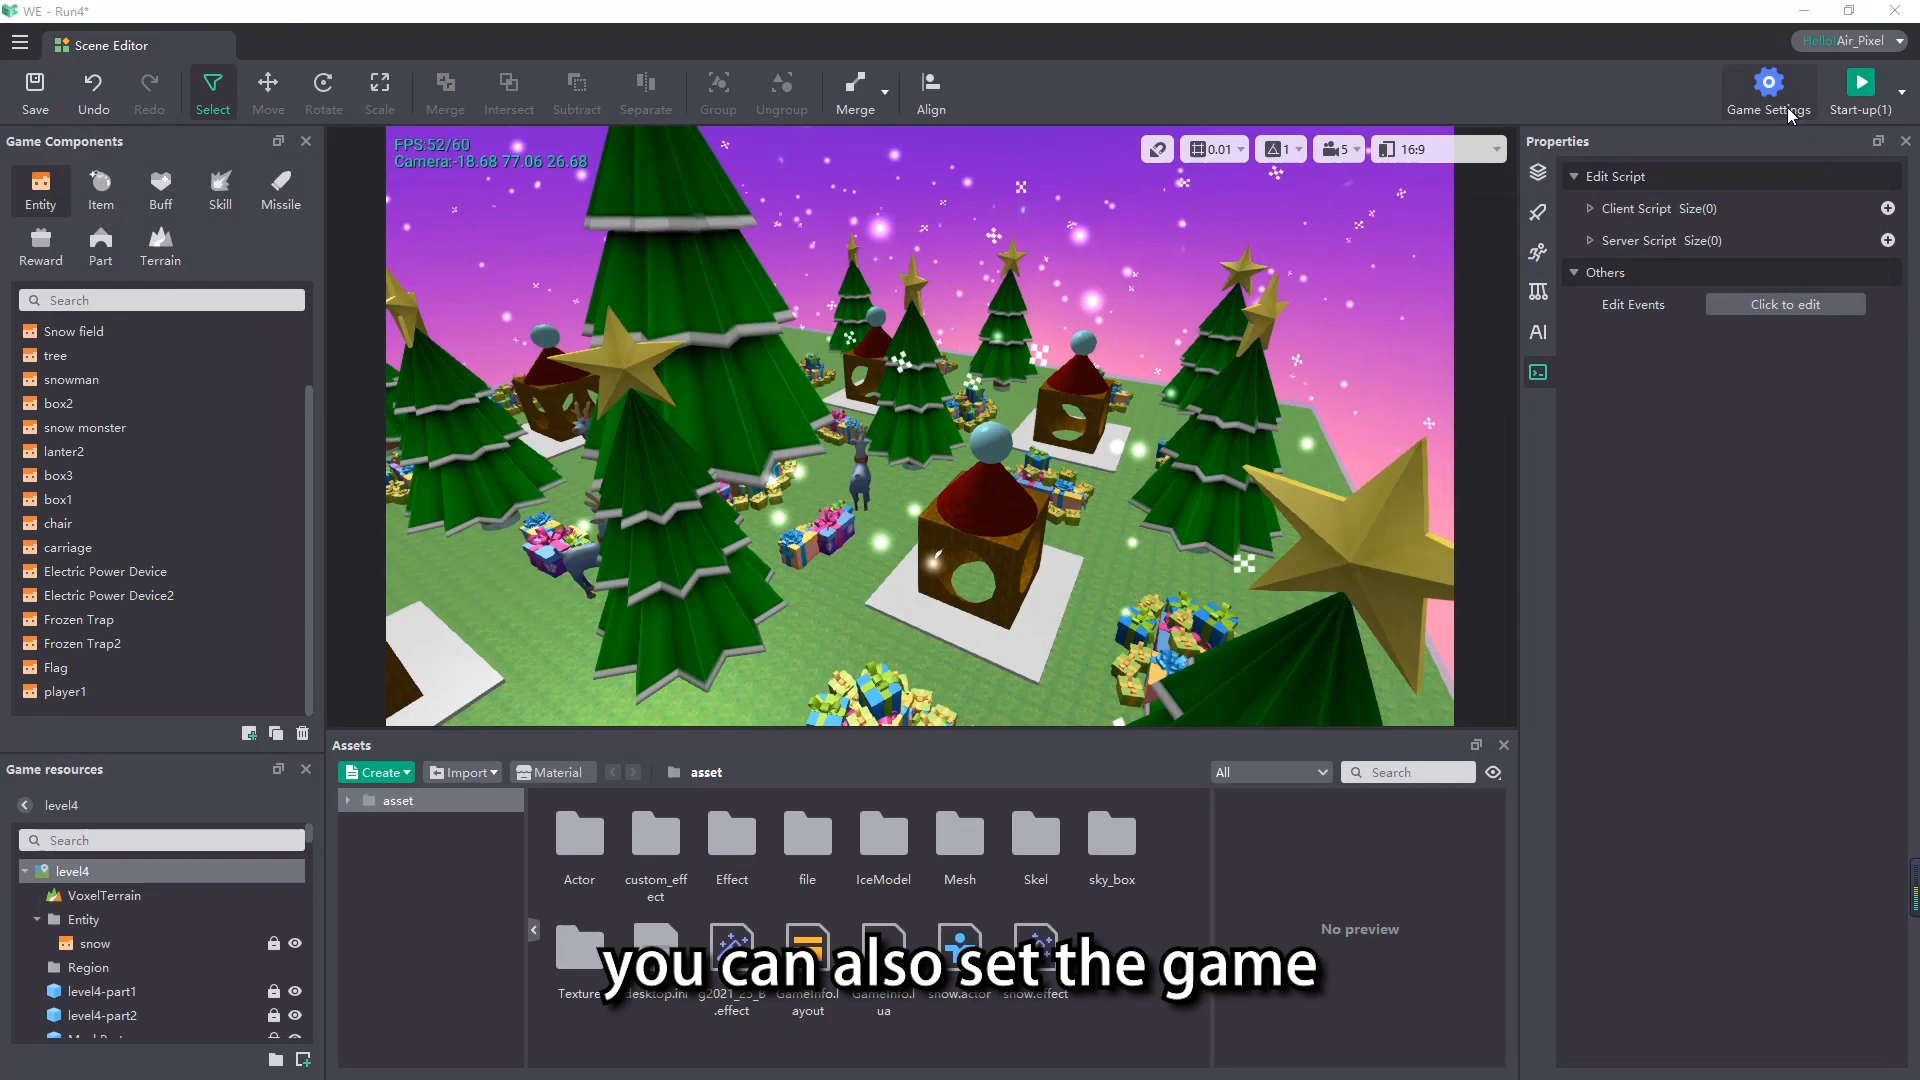 WE - Run4*
Scene Editor
Hello! Air_Pixel
Save
Undo
Redo
Select
Move
Rotate
Scale
Merge
Intersect
Subtract
Separate
Group
Ungroup
Merge
Align
Game Settings
Start-up(1)
Game Components
Entity
Item
Buff
Skill
Missile
Reward
Part
Terrain
Search
Snow field
tree
snowman
box2
snow monster
lanter2
box3
box1
chair
carriage
Electric Power Device
Electric Power Device2
Frozen Trap
Frozen Trap2
Flag
player1
Game resources
level4
Search
level4
VoxelTerrain
Entity
snow
Region
level4-part1
level4-part2
FPS:52/60
Camera:-18.68 77.06 26.68
0.01
1
5
16:9
Assets
Create
Import
Material
asset
All
Search
asset
Actor
custom_eff
ect
Effect
file
IceModel
Mesh
Skel
sky_box
Texture
desktop.ini
g2021_25_B
.effect
GameInfo.l
ayout
GameInfo.l
ua
snow.actor
snow.effect
No preview
you can also set the game
Properties
Edit Script
Client Script Size(0)
Server Script Size(0)
Others
Edit Events
Click to edit
AI